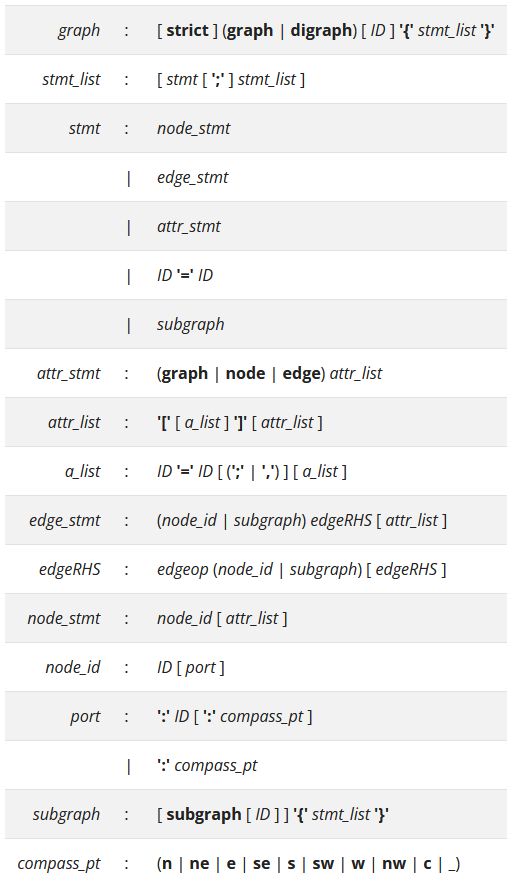 graph : [ strict ] (graph | digraph) [ ID ] '{' stmt_list '}'
stmt_list : [ stmt [ ';' ] stmt_list ]
stmt : node_stmt
| edge_stmt
| attr_stmt
| ID '=' ID
| subgraph
attr_stmt : (graph | node | edge) attr_list
attr_list : '[' [ a_list ] ']' [ attr_list ]
a_list : ID '=' ID [ (';' | ',') ] [ a_list ]
edge_stmt : (node_id | subgraph) edgeRHS [ attr_list ]
edgeRHS : edgeop (node_id | subgraph) [ edgeRHS ]
node_stmt : node_id [ attr_list ]
node_id : ID [ port ]
port : ':' ID [ ':' compass_pt ]
| ':' compass_pt
subgraph : [ subgraph [ ID ] ] '{' stmt_list '}'
compass_pt : (n | ne | e | se | s | sw | w | nw | c | _)